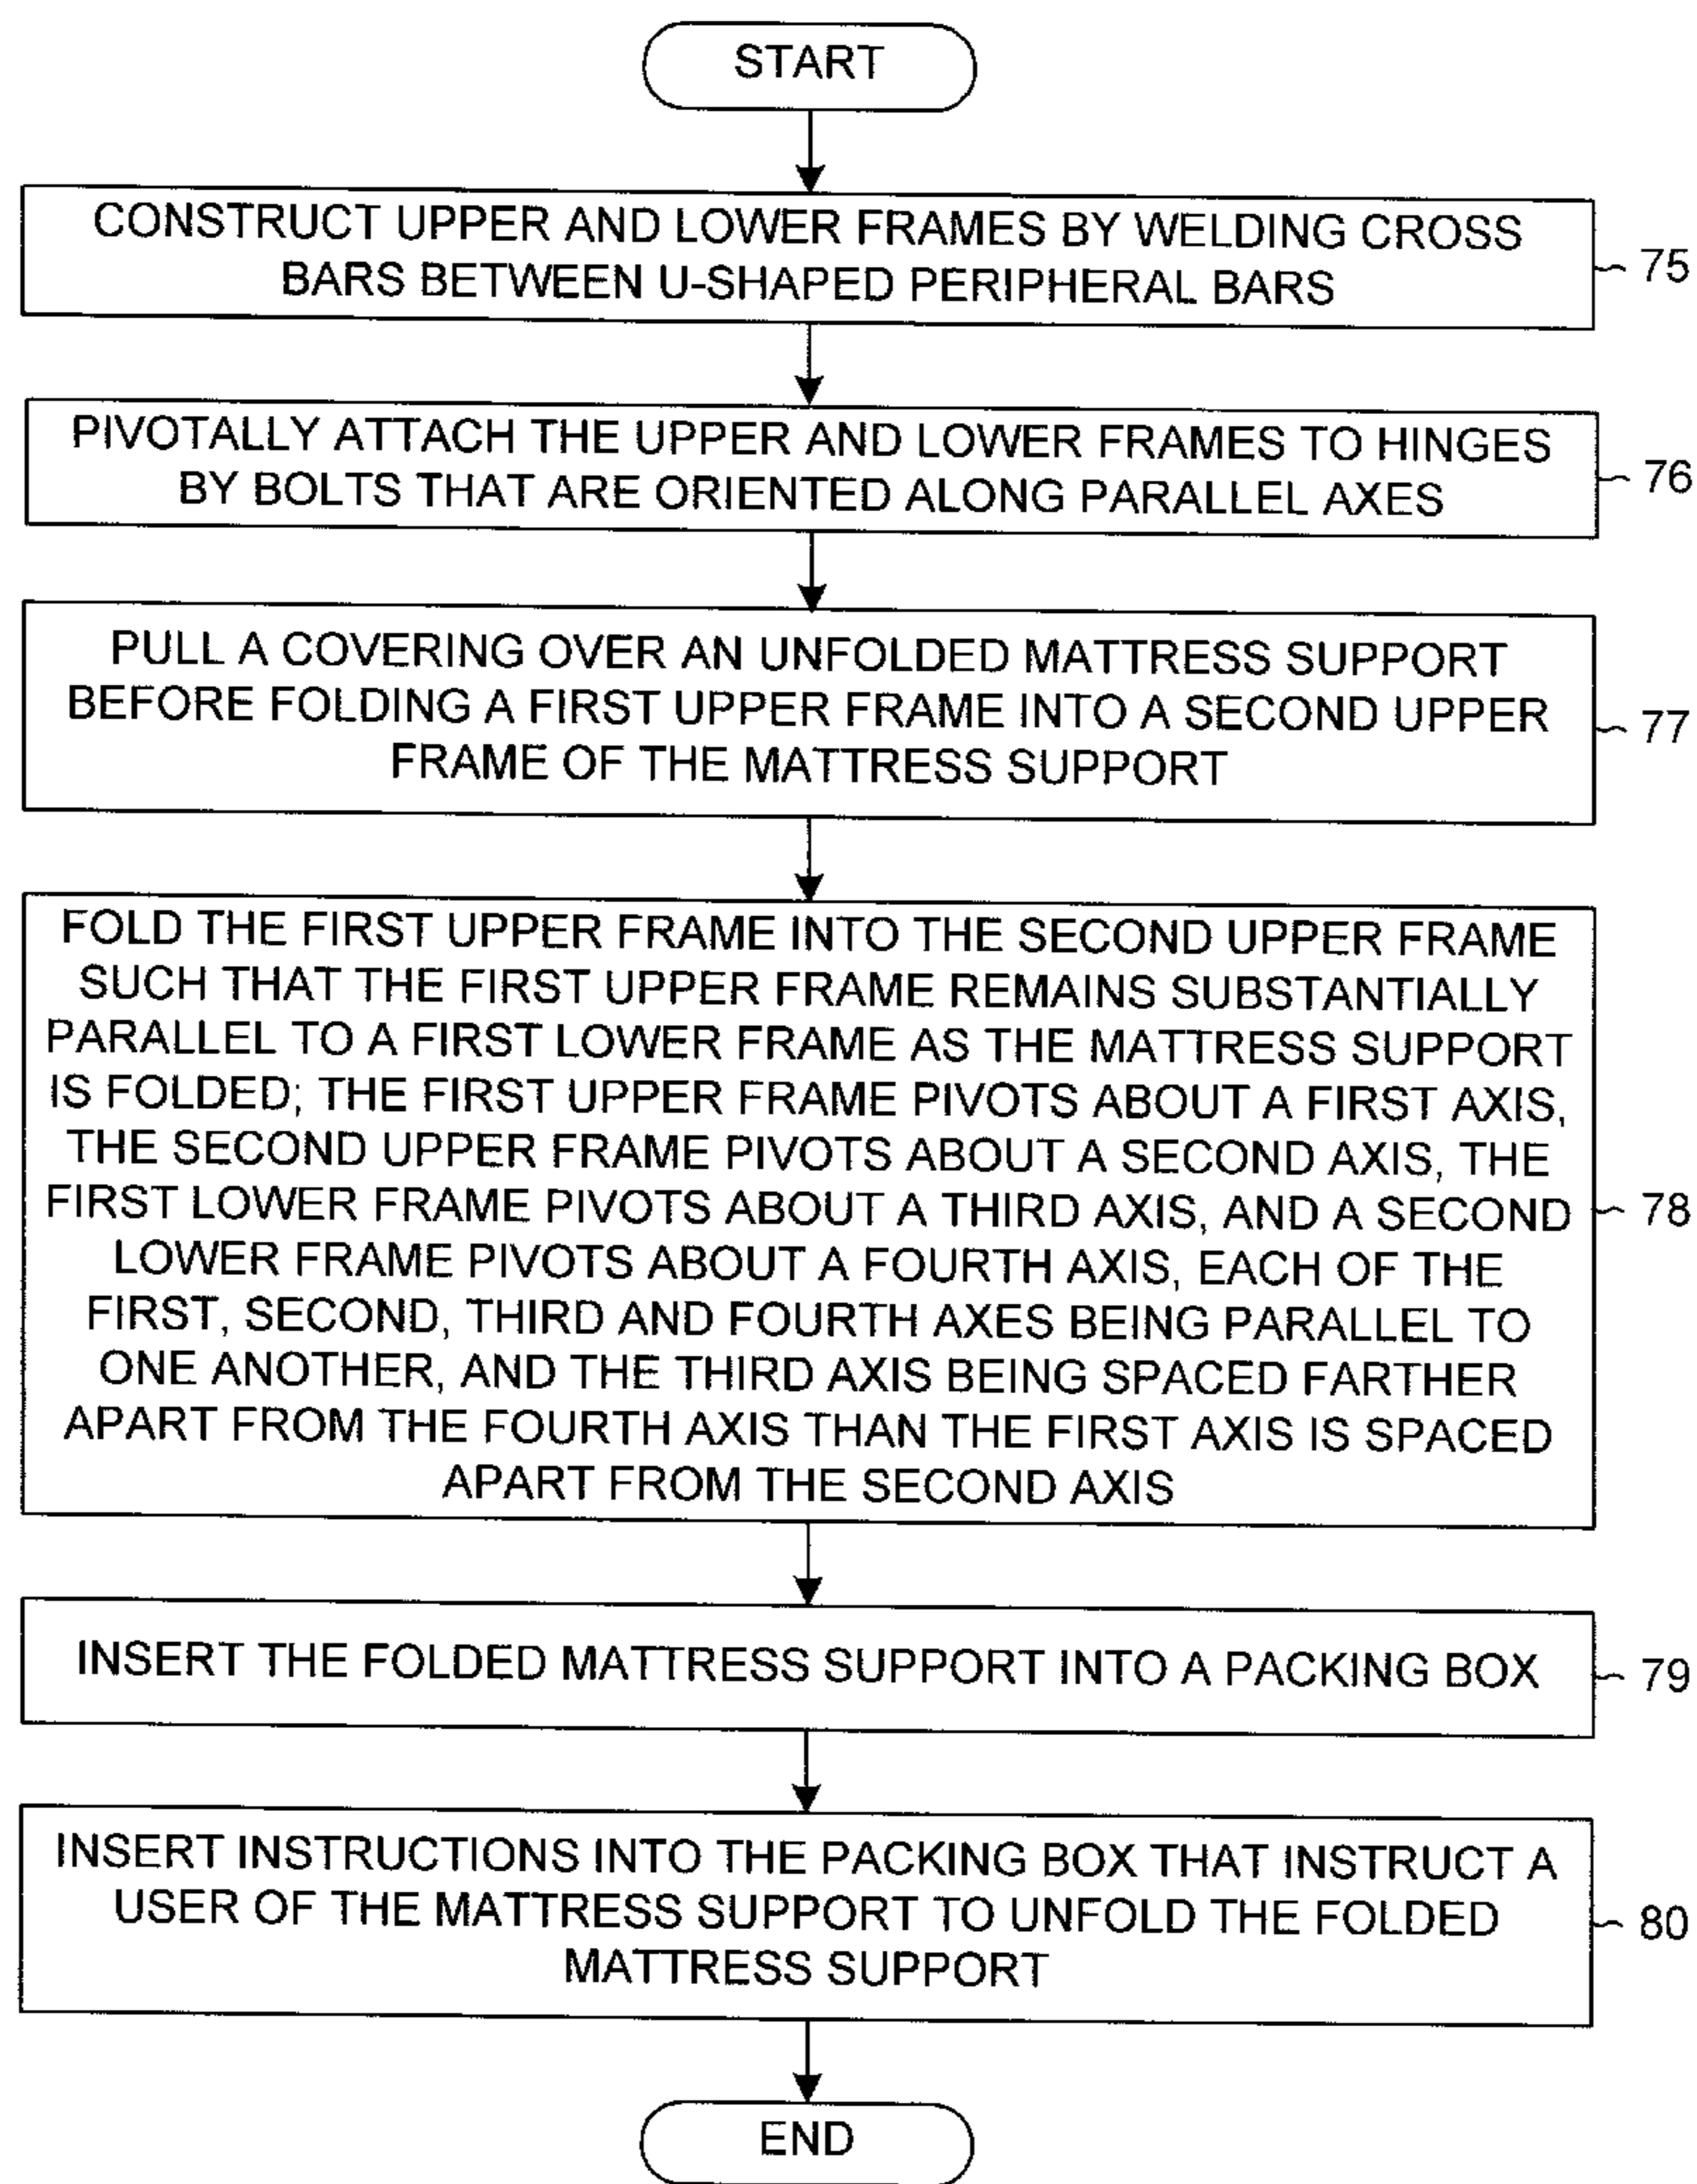 START
CONSTRUCT UPPER AND LOWER FRAMES BY WELDING CROSS
BARS BETWEEN U-SHAPED PERIPHERAL BARS
75
PIVOTALLY ATTACH THE UPPER AND LOWER FRAMES TO HINGES
BY BOLTS THAT ARE ORIENTED ALONG PARALLEL AXES
76
PULL A COVERING OVER AN UNFOLDED MATTRESS SUPPORT
BEFORE FOLDING A FIRST UPPER FRAME INTO A SECOND UPPER
FRAME OF THE MATTRESS SUPPORT
77
FOLD THE FIRST UPPER FRAME INTO THE SECOND UPPER FRAME
SUCH THAT THE FIRST UPPER FRAME REMAINS SUBSTANTIALLY
PARALLEL TO A FIRST LOWER FRAME AS THE MATTRESS SUPPORT
IS FOLDED; THE FIRST UPPER FRAME PIVOTS ABOUT A FIRST AXIS,
THE SECOND UPPER FRAME PIVOTS ABOUT A SECOND AXIS, THE
FIRST LOWER FRAME PIVOTS ABOUT A THIRD AXIS, AND A SECOND
LOWER FRAME PIVOTS ABOUT A FOURTH AXIS, EACH OF THE
FIRST, SECOND, THIRD AND FOURTH AXES BEING PARALLEL TO
ONE ANOTHER, AND THE THIRD AXIS BEING SPACED FARTHER
APART FROM THE FOURTH AXIS THAN THE FIRST AXIS IS SPACED
APART FROM THE SECOND AXIS
78
INSERT THE FOLDED MATTRESS SUPPORT INTO A PACKING BOX
79
INSERT INSTRUCTIONS INTO THE PACKING BOX THAT INSTRUCT A
USER OF THE MATTRESS SUPPORT TO UNFOLD THE FOLDED
MATTRESS SUPPORT
80
END